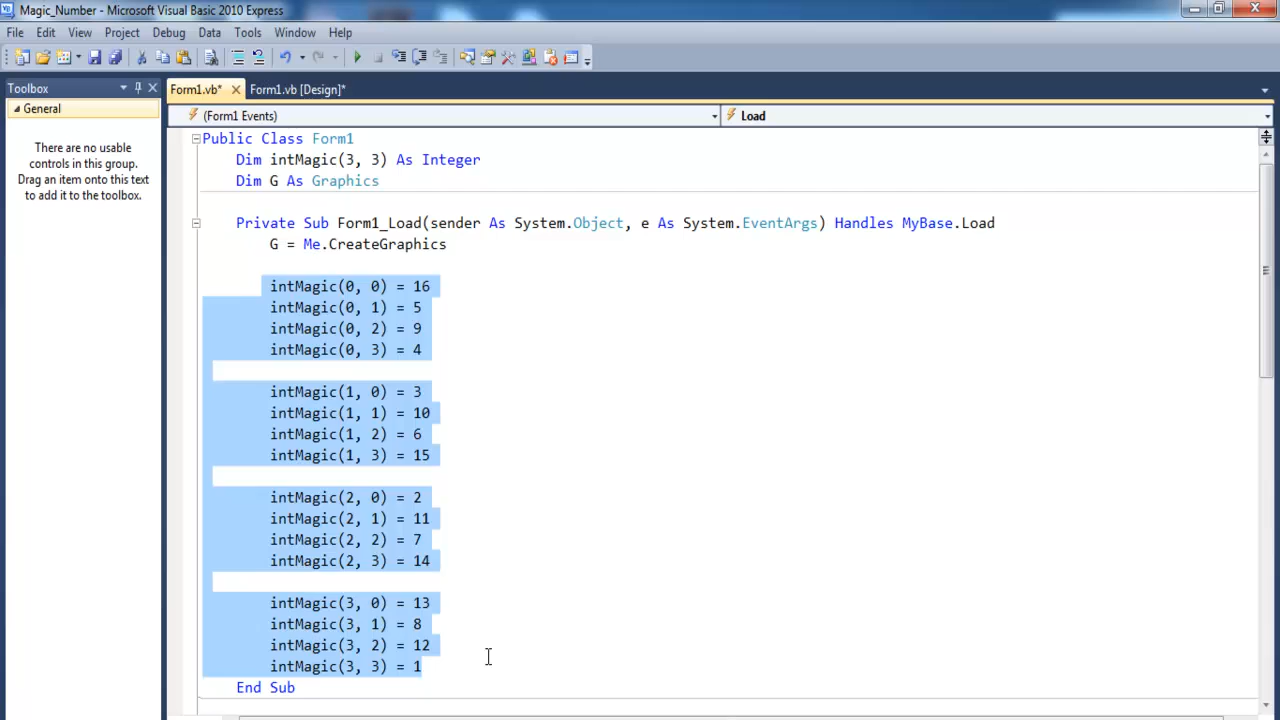 Magic_Number - Microsoft Visual Basic 2010 Express
File Edit View Project Debug Data Tools Window Help
Toolbox
General
There are no usable
controls in this group.
Drag an item onto this text
to add it to the toolbox.
Form1.vb* Form1.vb [Design]*
(Form1 Events) Load
Public Class Form1
Dim intMagic(3, 3) As Integer
Dim G As Graphics
Private Sub Form1_Load(sender As System.Object, e As System.EventArgs) Handles MyBase.Load
G = Me.CreateGraphics
intMagic(0, 0) = 16
intMagic(0, 1) = 5
intMagic(0, 2) = 9
intMagic(0, 3) = 4
intMagic(1, 0) = 3
intMagic(1, 1) = 10
intMagic(1, 2) = 6
intMagic(1, 3) = 15
intMagic(2, 0) = 2
intMagic(2, 1) = 11
intMagic(2, 2) = 7
intMagic(2, 3) = 14
intMagic(3, 0) = 13
intMagic(3, 1) = 8
intMagic(3, 2) = 12
intMagic(3, 3) = 1
End Sub